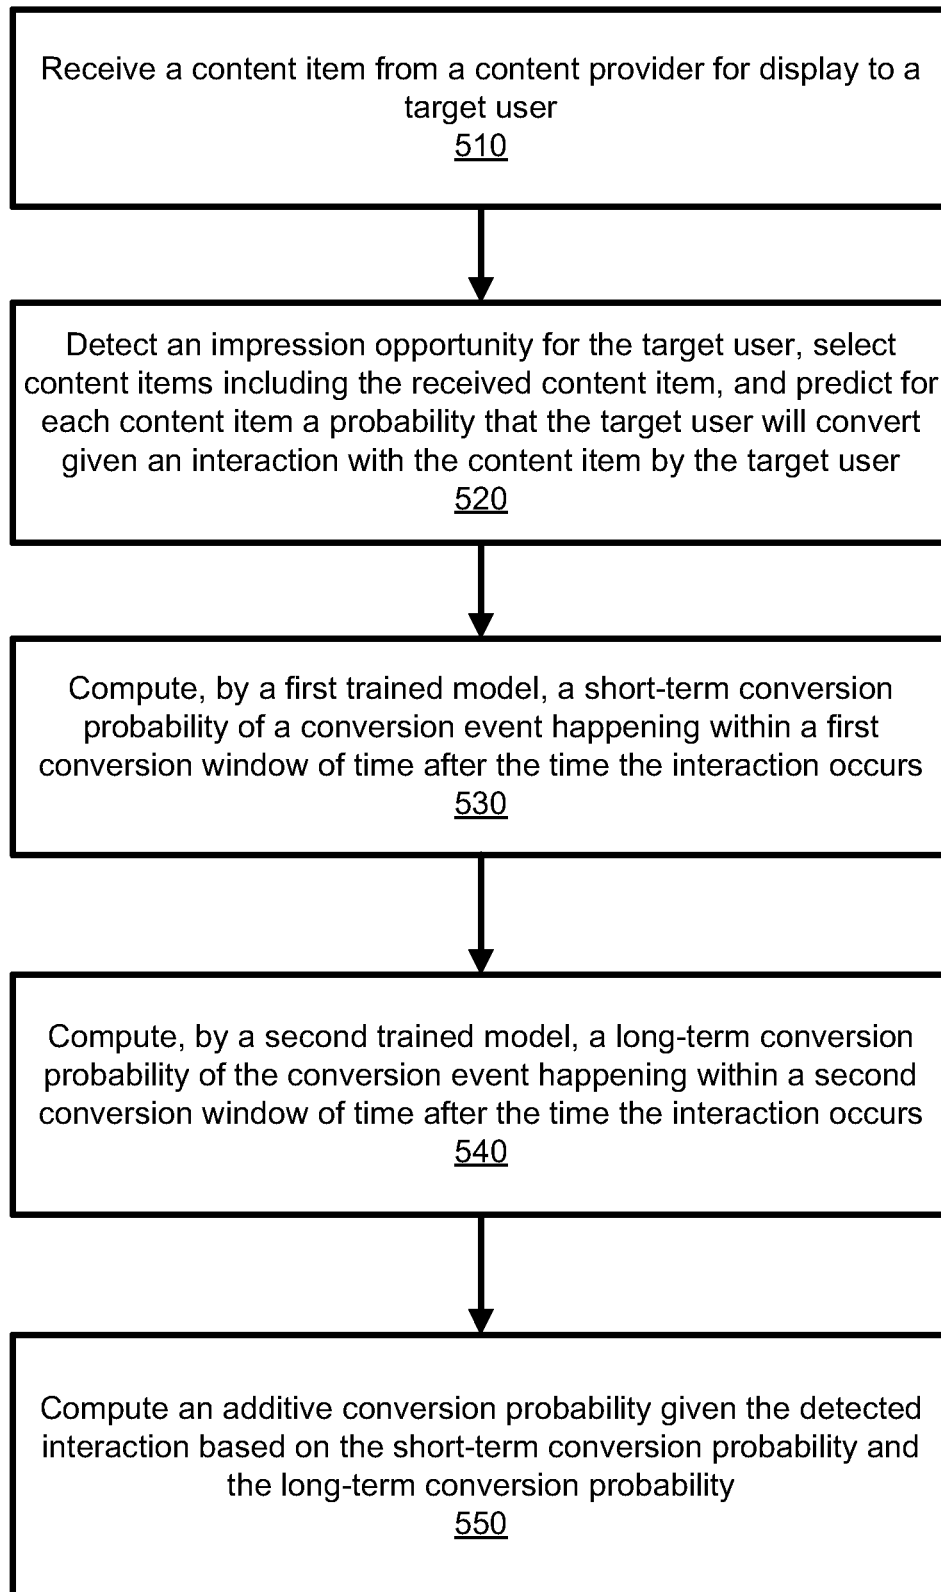 Receive a content item from a content provider for display to a
target user
510
Detect an impression opportunity for the target user, select
content items including the received content item, and predict for
each content item a probability that the target user will convert
given an interaction with the content item by the target user
520
Compute, by a first trained model, a short-term conversion
probability of a conversion event happening within a first
conversion window of time after the time the interaction occurs
530
Compute, by a second trained model, a long-term conversion
probability of the conversion event happening within a second
conversion window of time after the time the interaction occurs
540
Compute an additive conversion probability given the detected
interaction based on the short-term conversion probability and
the long-term conversion probability
550